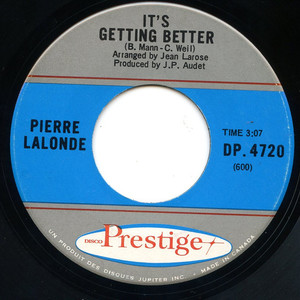 IT'S
GETTING BETTER
(B. Mann - C. Weil)
Arranged by Jean Larose
Produced by J.P. Audet
PIERRE
LALONDE
TIME 3:07
DP. 4720
(600)
DISCO Prestige
UN PRODUIT DES DISQUES JUPITER INC. - MADE IN CANADA